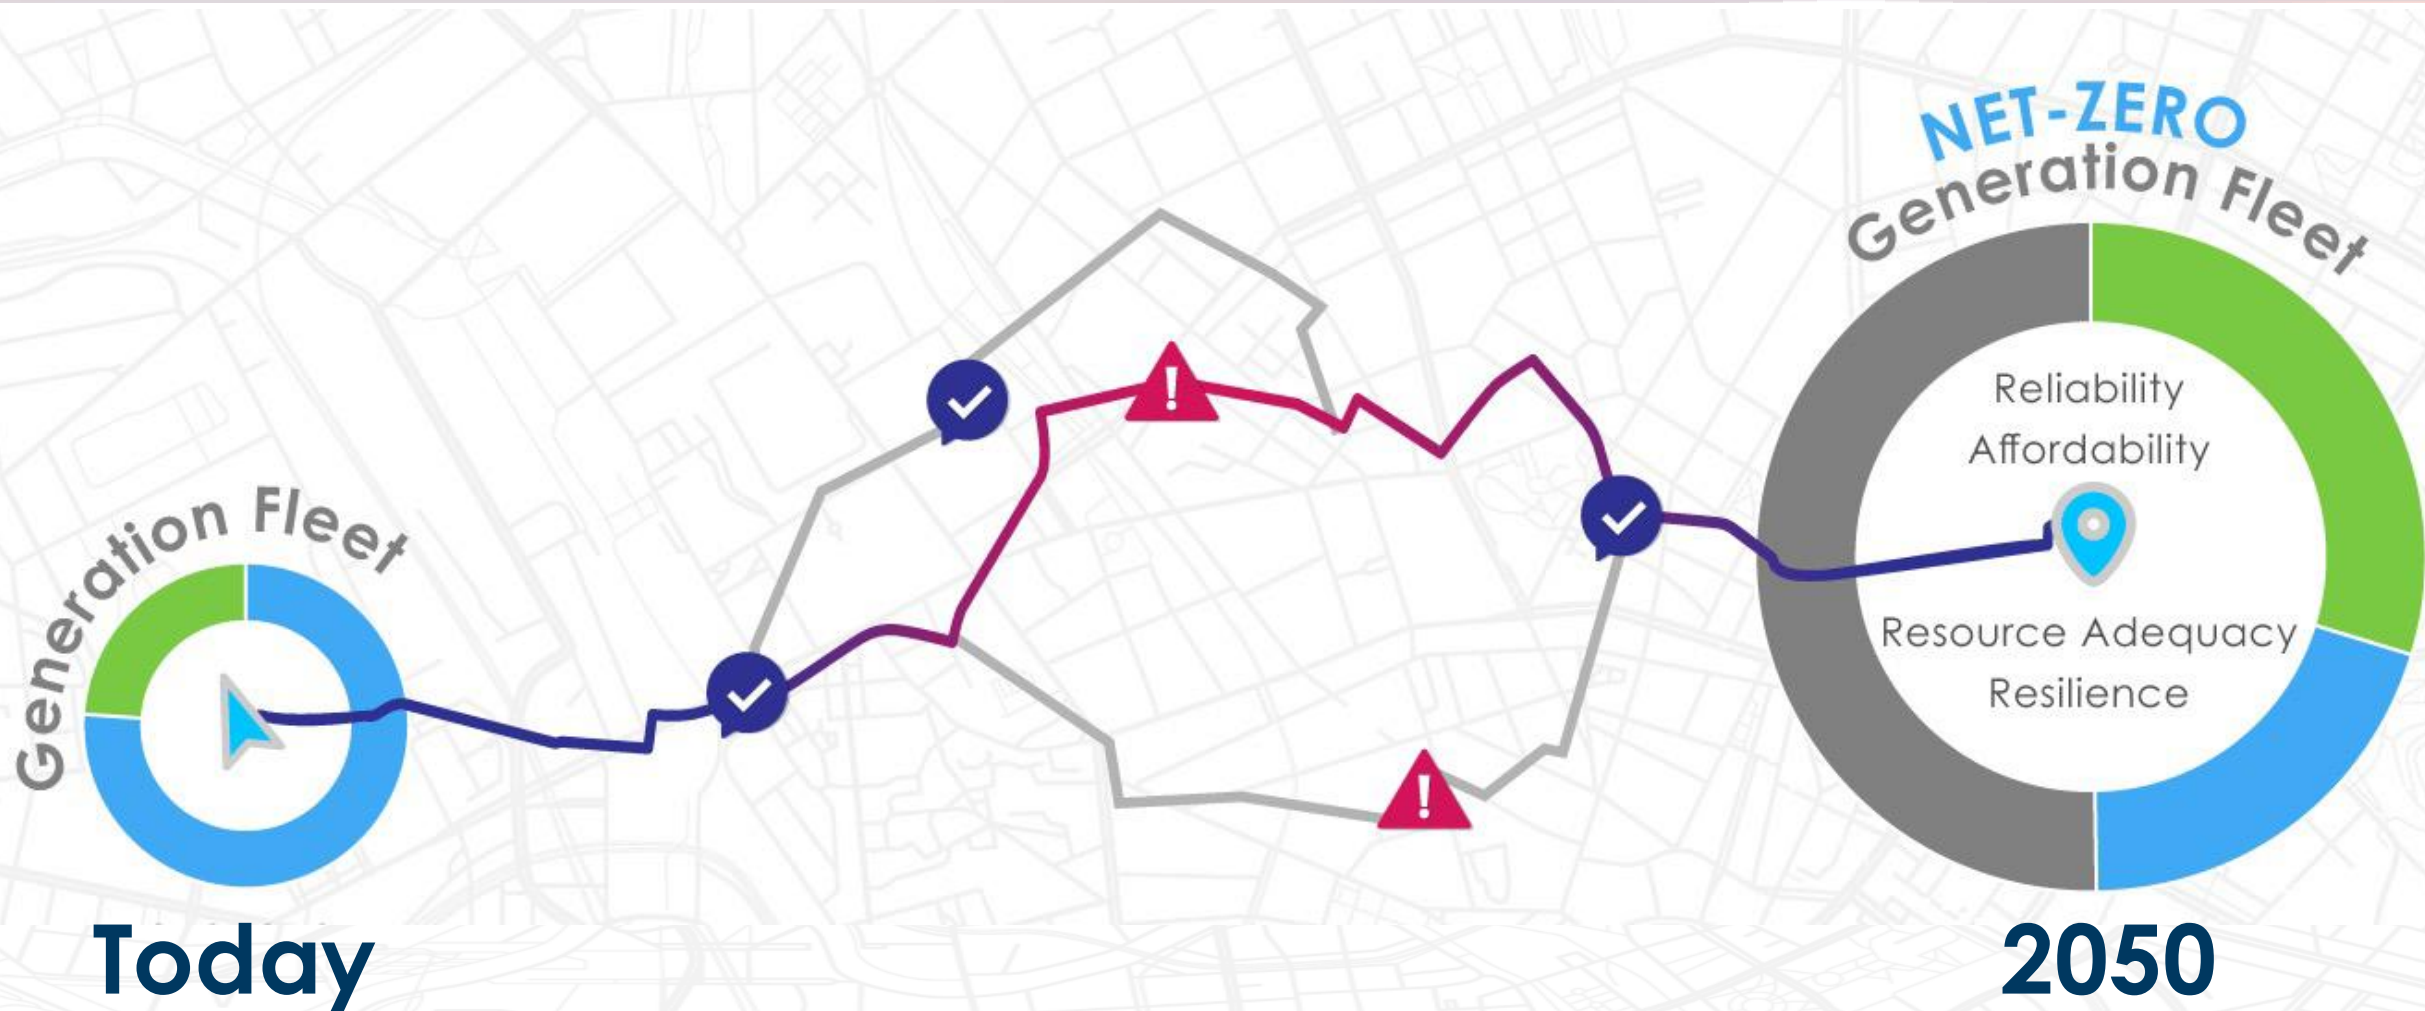 Generation Fleet
Today
NET-ZERO
Generation Fleet
Reliability
Affordability
Resource Adequacy
Resilience
2050